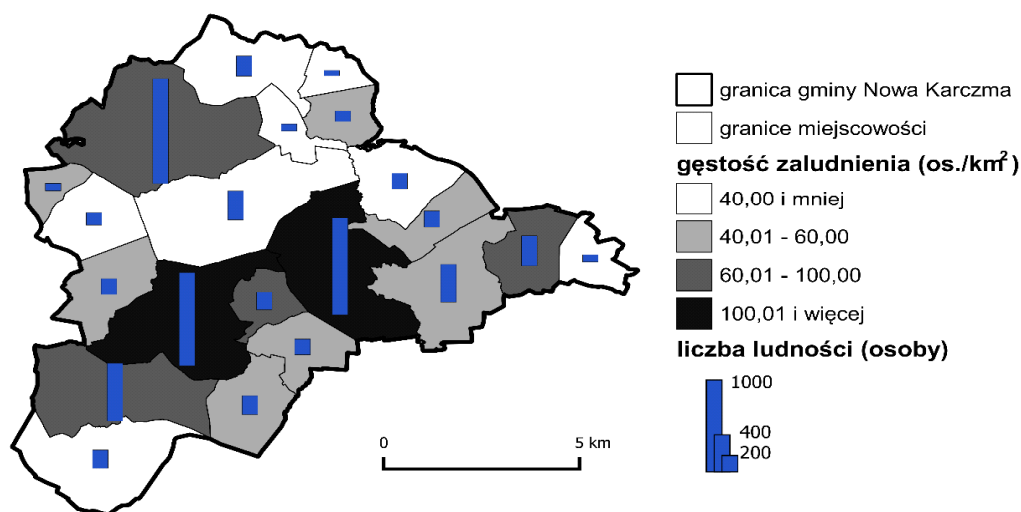 granica gminy Nowa Karczma
granice miejscowości
gęstość zaludnienia (os./km²)
40,00 i mniej
40,01 - 60,00
60,01 - 100,00
100,01 i więcej
liczba ludności (osoby)
1000
400
200
0 5 km